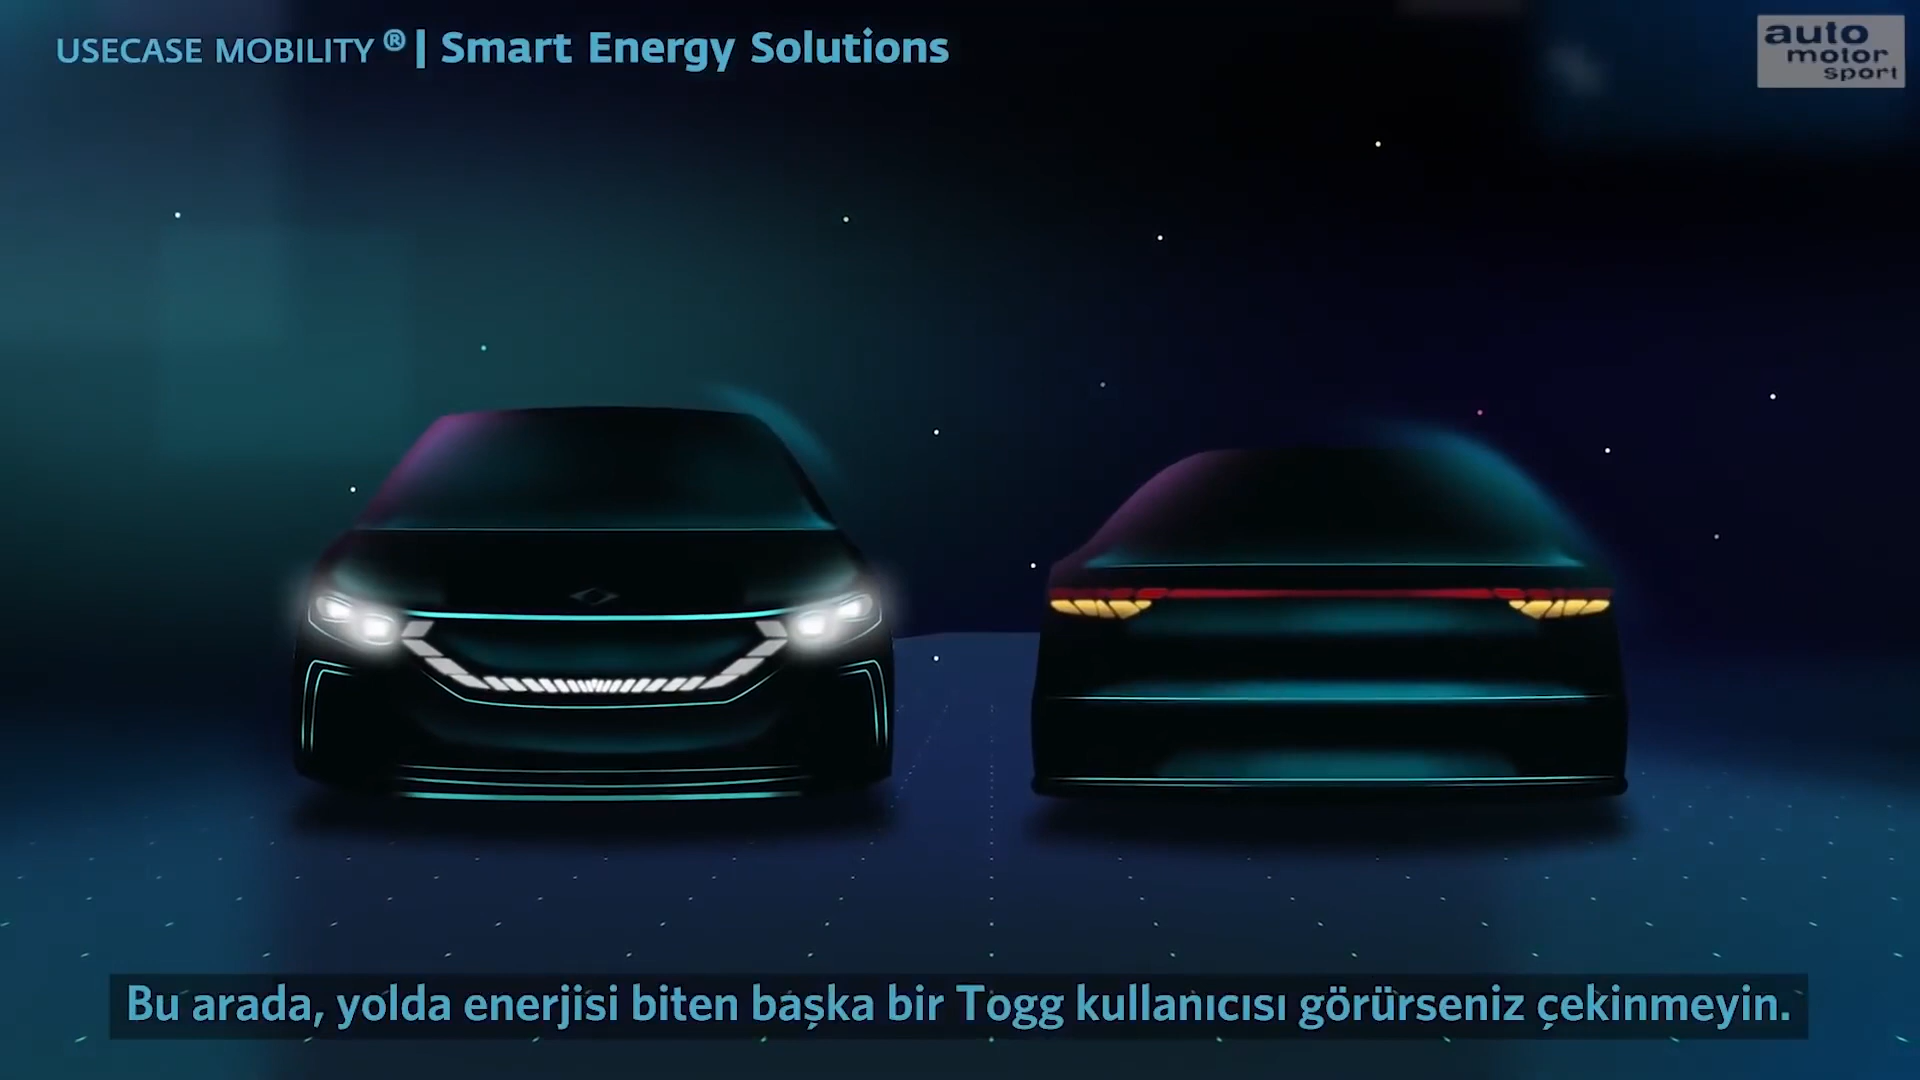 USECASE MOBILITY® | Smart Energy Solutions
auto
motor
sport
Bu arada, yolda enerjisi biten başka bir Togg kullanıcısı görürseniz çekinmeyin.